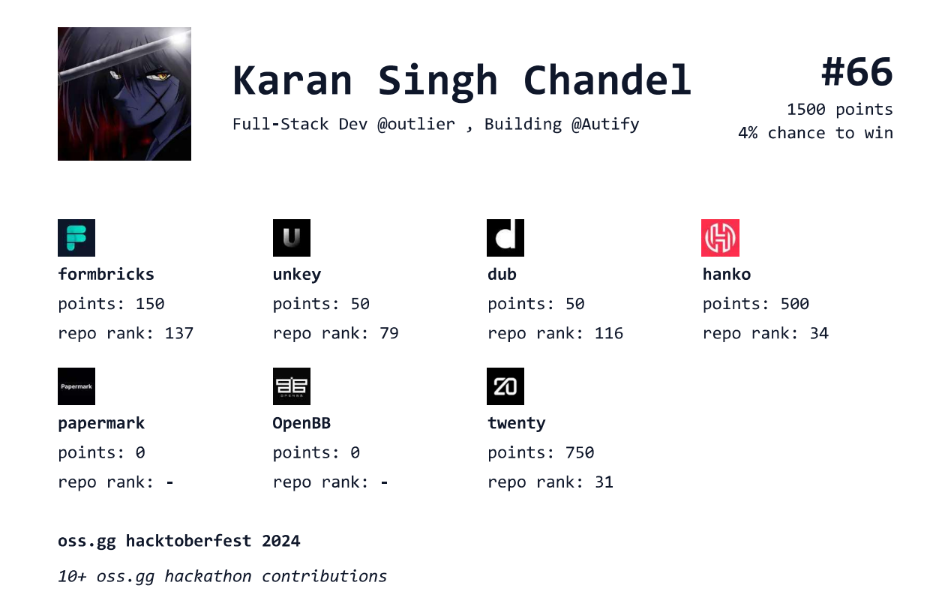 Karan Singh Chandel
#66
Full-Stack Dev @outlier , Building @Autify
1500 points
4% chance to win
formbricks
points: 150
repo rank: 137
unkey
points: 50
repo rank: 79
dub
points: 50
repo rank: 116
hanko
points: 500
repo rank: 34
Papermark
papermark
points: 0
repo rank: -
OPENBB
OpenBB
points: 0
repo rank: -
20
twenty
points: 750
repo rank: 31
oss.gg hacktoberfest 2024
10+ oss.gg hackathon contributions